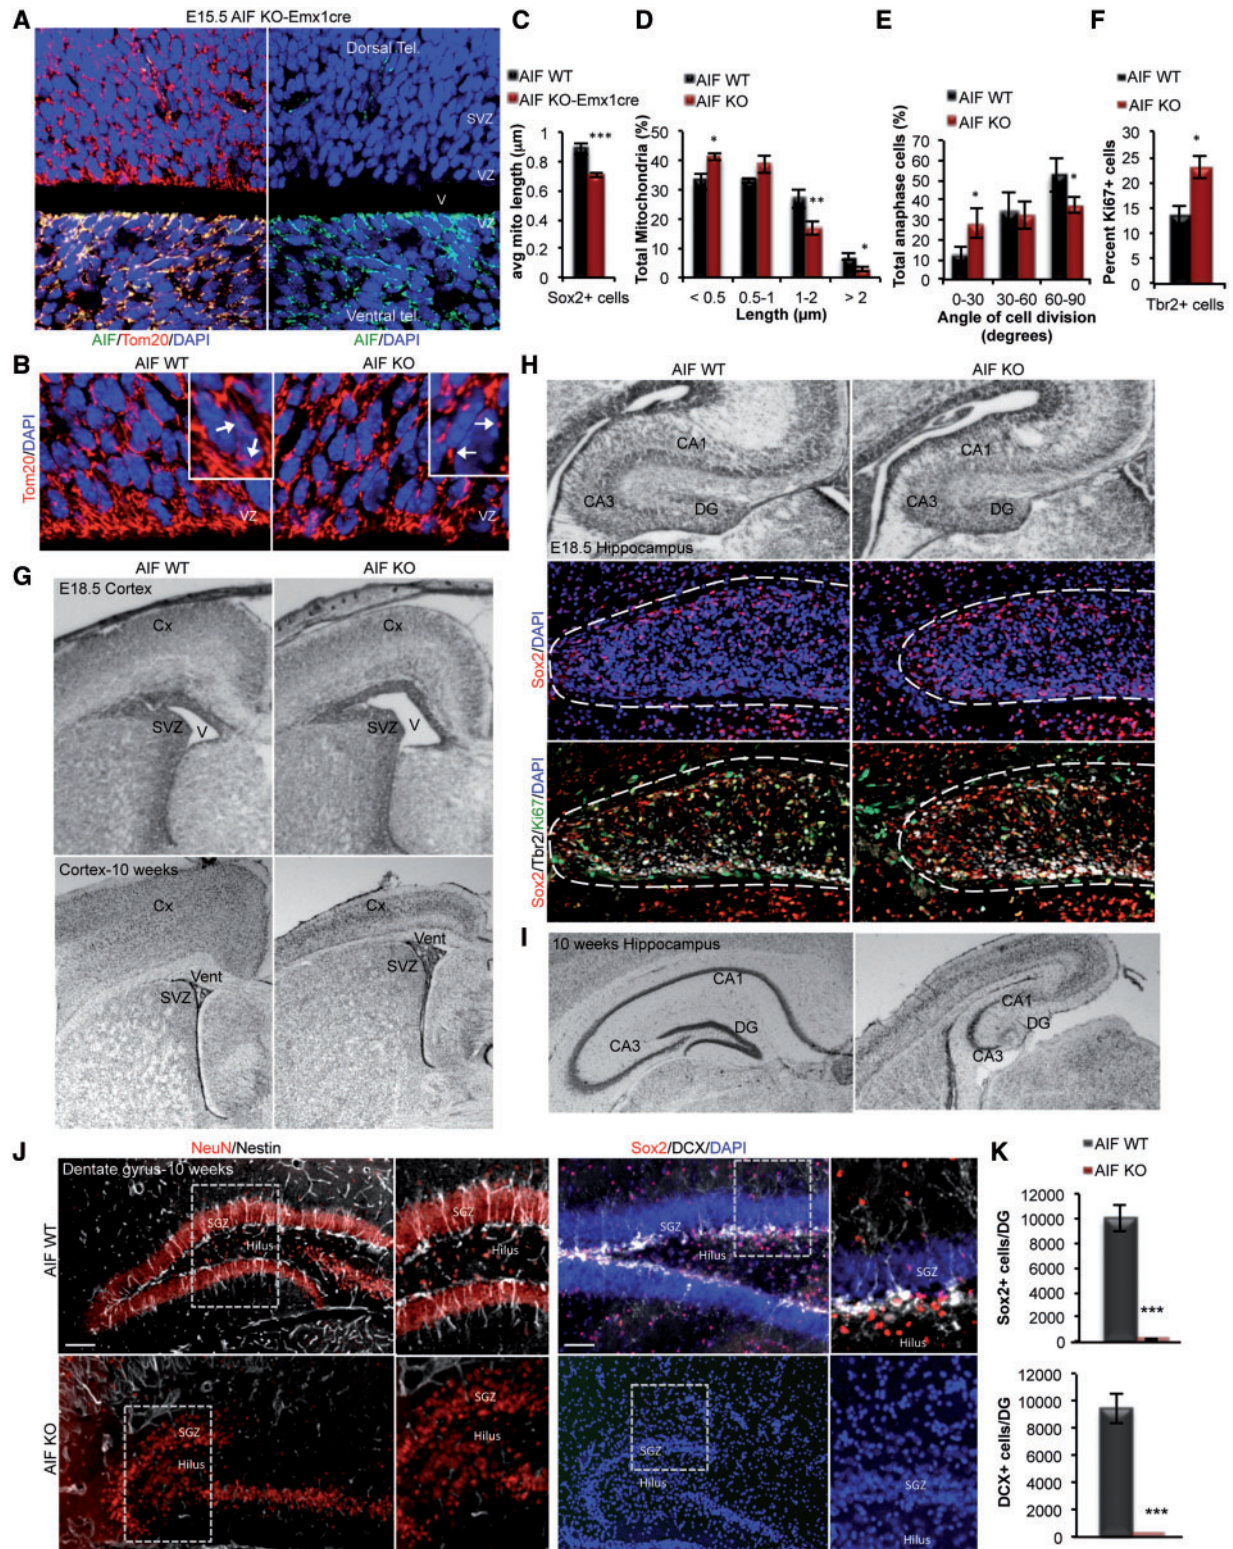 A
E15.5 AIF KO-Emx1cre
Dorsal Tel.
SVZ
VZ
V
VZ
Ventral tel.
AIF/Tom20/DAPI
AIF/DAPI
B
AIF WT
AIF KO
Tom20/DAPI
VZ
VZ
C
AIF WT
AIF KO-Emx1cre
avg mito length (µm)
1
0.8
0.6
0.4
0.2
0
***
Sox2+ cells
D
AIF WT
AIF KO
Total Mitochondria (%)
50
40
30
20
10
0
*
**
*
< 0.5
0.5-1
1-2
> 2
Length (µm)
E
AIF WT
AIF KO
Total anaphase cells (%)
70
60
50
40
30
20
10
0
*
*
0-30
30-60
60-90
Angle of cell division
(degrees)
F
AIF WT
AIF KO
Percent Ki67+ cells
30
25
20
15
10
5
0
*
Tbr2+ cells
G
AIF WT
AIF KO
E18.5 Cortex
Cx
SVZ
V
Cx
SVZ
V
Cortex-10 weeks
Cx
Vent
SVZ
Cx
Vent
SVZ
H
AIF WT
AIF KO
CA1
CA3
DG
E18.5 Hippocampus
CA1
CA3
DG
Sox2/DAPI
Sox2/Tbr2/Ki67/DAPI
I
10 weeks Hippocampus
CA1
DG
CA3
CA1
DG
CA3
J
NeuN/Nestin
Sox2/DCX/DAPI
Dentate gyrus-10 weeks
AIF WT
SGZ
Hilus
SGZ
Hilus
SGZ
Hilus
SGZ
Hilus
AIF KO
SGZ
Hilus
SGZ
Hilus
SGZ
Hilus
SGZ
Hilus
K
AIF WT
AIF KO
Sox2+ cells/DG
12000
10000
8000
6000
4000
2000
0
***
DCX+ cells/DG
12000
10000
8000
6000
4000
2000
0
***